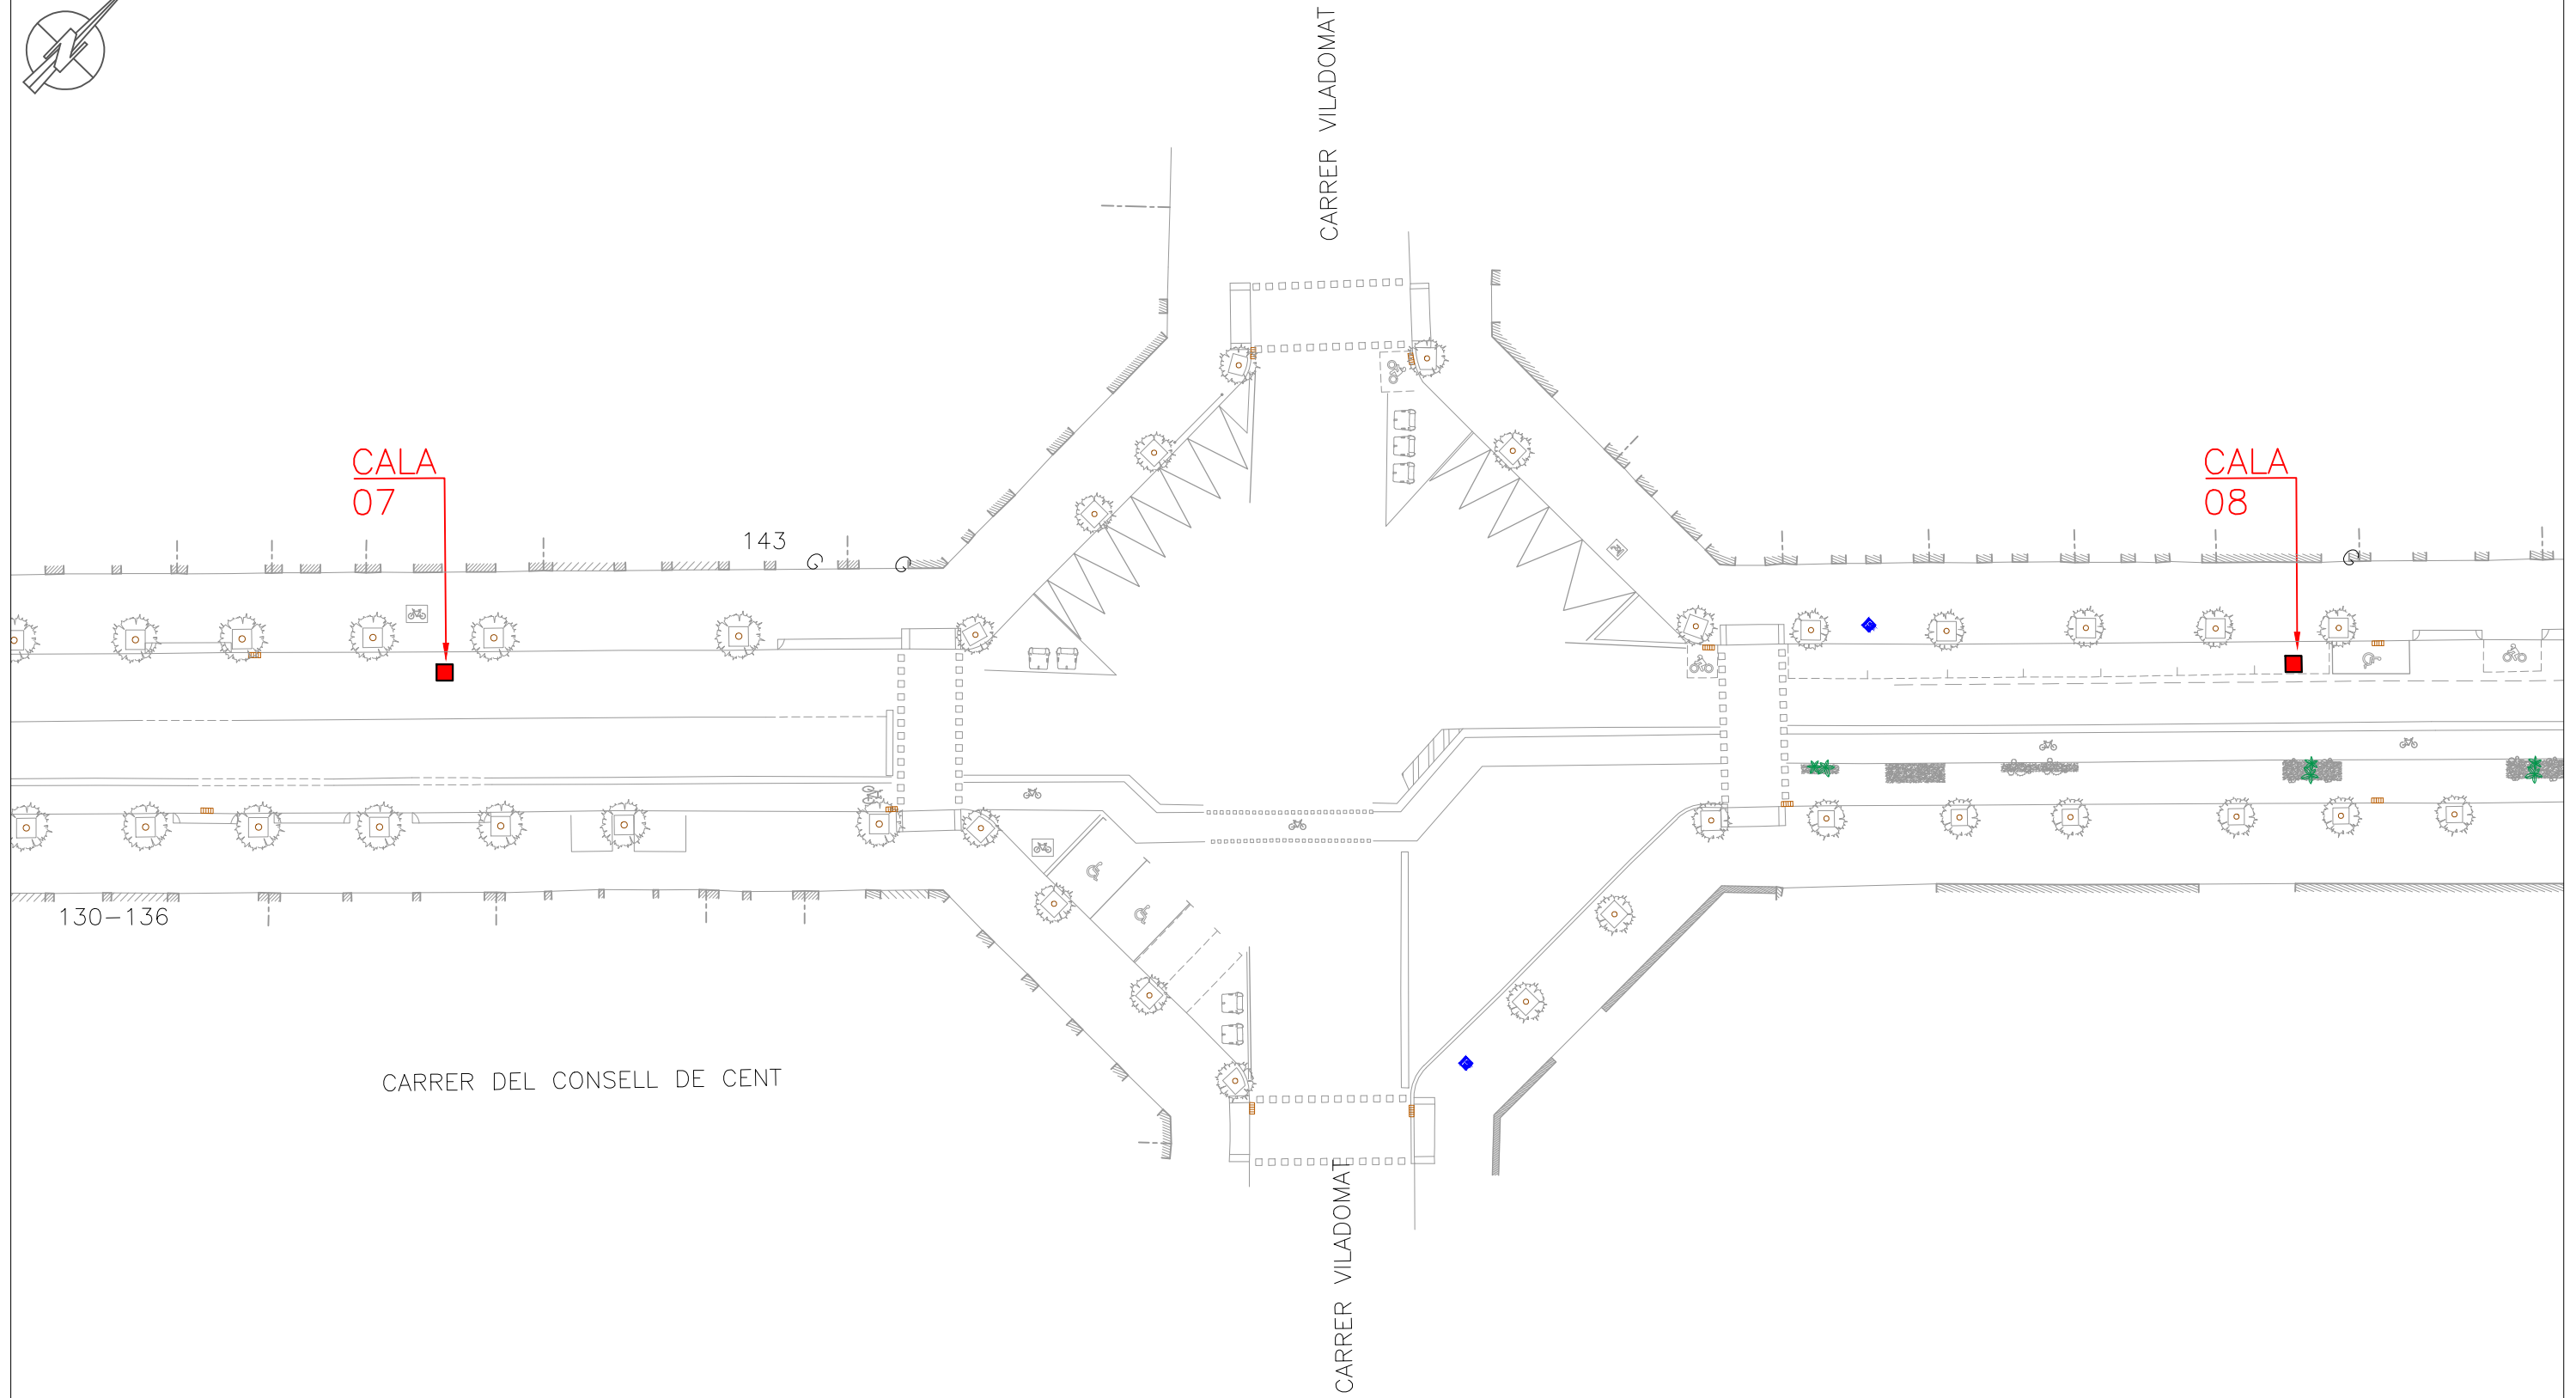 CARRER VILADOMAT
CALA
07
CALA
08
143
130-136
CARRER DEL CONSELL DE CENT
CARRER VILADOMAT